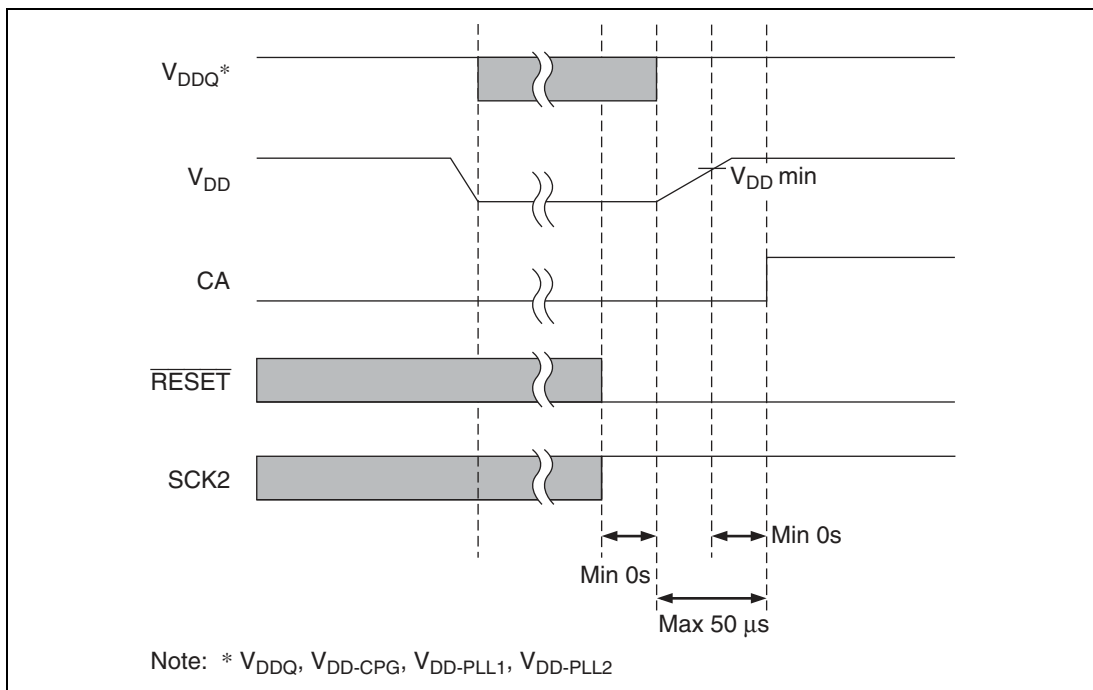 VDDQ*
VDD
VDD min
CA
RESET
SCK2
Min 0s
Min 0s
Max 50 μs
Note: * VDDQ, VDD-CPG, VDD-PLL1, VDD-PLL2